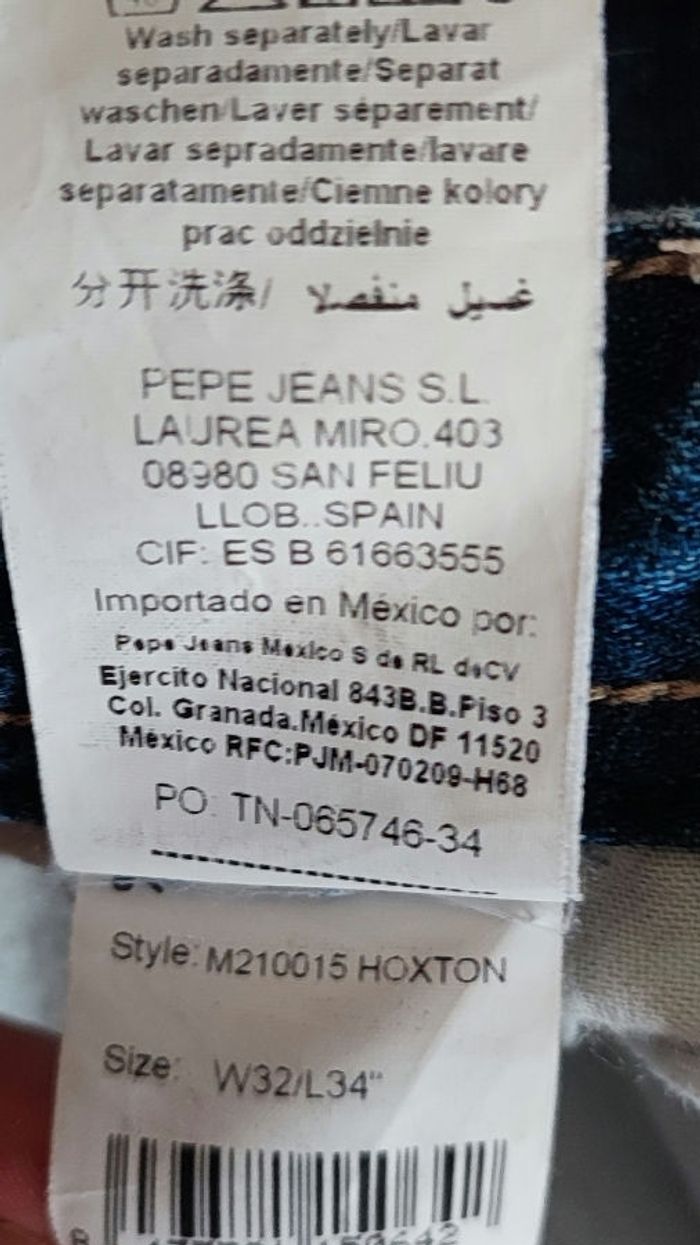 Wash separately/Lavar
separadamente/Separat
waschen/Laver séparement/
Lavar sepradamente/lavare
separatamente/Ciemne kolory
prac oddzielnie
分开洗涤/ غسيل منفصلا
PEPE JEANS S.L.
LAUREA MIRO.403
08980 SAN FELIU
LLOB..SPAIN
CIF: ES B 61663555
Importado en México por:
Pepe Jeans Mexico S de RL deCV
Ejercito Nacional 843B.B.Piso 3
Col. Granada.México DF 11520
México RFC:PJM-070209-H68
PO: TN-065746-34
Style: M210015 HOXTON
Size: W32/L34"